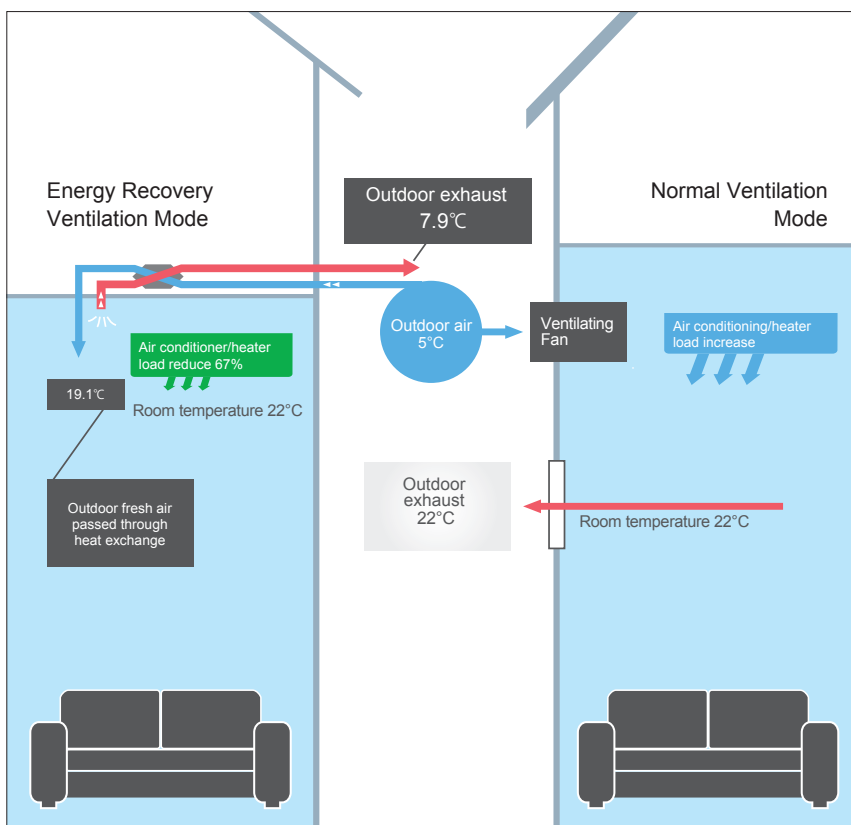 Energy Recovery
Ventilation Mode
Outdoor exhaust
7.9℃
Normal Ventilation
Mode
Outdoor air
5°C
Ventilating
Fan
Air conditioning/heater
load increase
Air conditioner/heater
load reduce 67%
19.1℃
Room temperature 22°C
Outdoor fresh air
passed through
heat exchange
Outdoor
exhaust
22°C
Room temperature 22°C